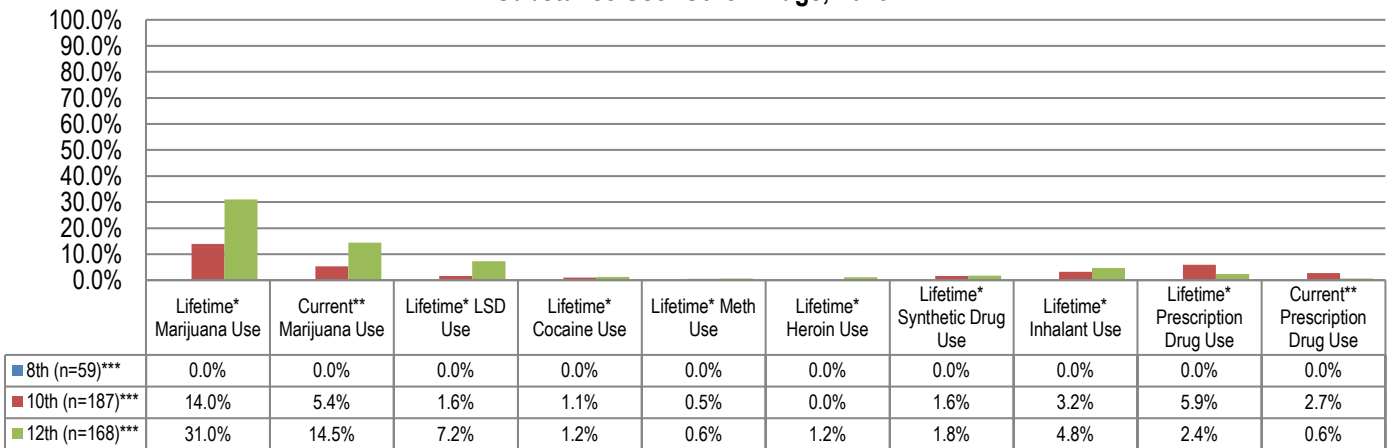 100.0%
90.0%
80.0%
70.0%
60.0%
50.0%
40.0%
30.0%
20.0%
10.0%
0.0%
Lifetime* Marijuana Use
Current** Marijuana Use
Lifetime* LSD Use
Lifetime* Cocaine Use
Lifetime* Meth Use
Lifetime* Heroin Use
Lifetime* Synthetic Drug Use
Lifetime* Inhalant Use
Lifetime* Prescription Drug Use
Current** Prescription Drug Use
8th (n=59)*** 0.0% 0.0% 0.0% 0.0% 0.0% 0.0% 0.0% 0.0% 0.0% 0.0%
10th (n=187)*** 14.0% 5.4% 1.6% 1.1% 0.5% 0.0% 1.6% 3.2% 5.9% 2.7%
12th (n=168)*** 31.0% 14.5% 7.2% 1.2% 0.6% 1.2% 1.8% 4.8% 2.4% 0.6%